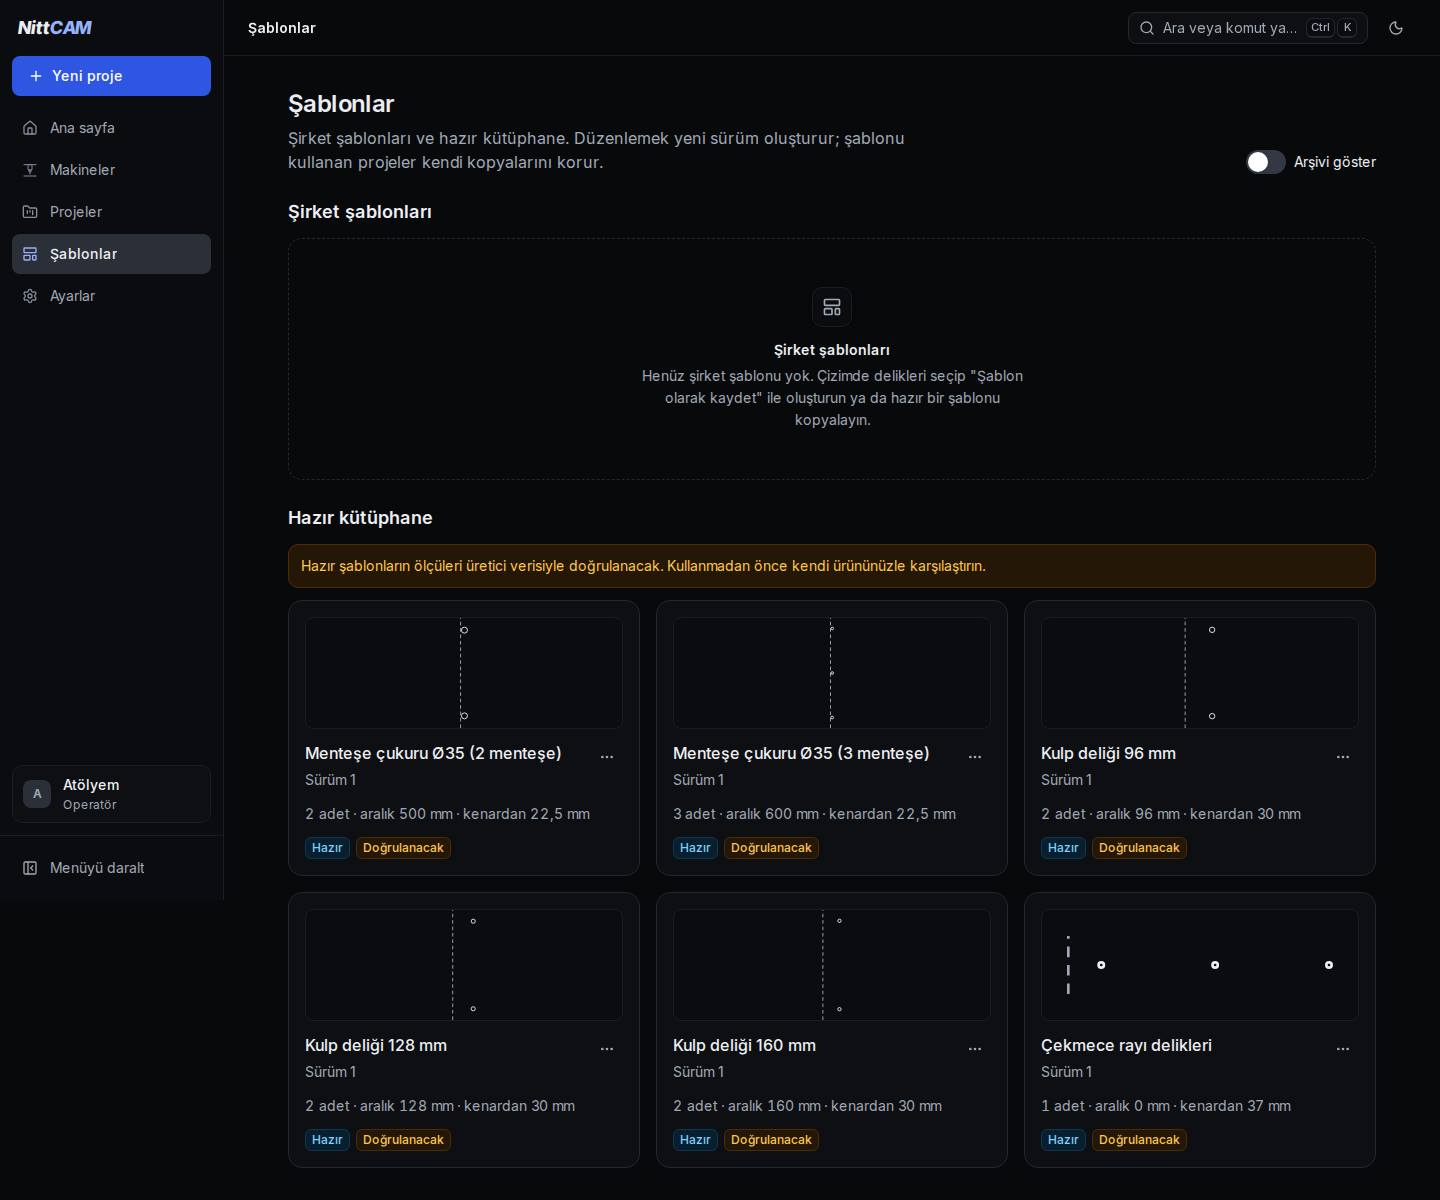 NittCAM
Şablonlar
Ara veya komut ya...
Ctrl
K
Yeni proje
Ana sayfa
Makineler
Projeler
Şablonlar
Ayarlar
Atölyem
A
Operatör
Menüyü daralt
Şablonlar
Şirket şablonları ve hazır kütüphane. Düzenlemek yeni sürüm oluşturur; şablonu
kullanan projeler kendi kopyalarını korur.
Arşivi göster
Şirket şablonları
Şirket şablonları
Henüz şirket şablonu yok. Çizimde delikleri seçip "Şablon
olarak kaydet" ile oluşturun ya da hazır bir şablonu
kopyalayın.
Hazır kütüphane
Hazır şablonların ölçüleri üretici verisiyle doğrulanacak. Kullanmadan önce kendi ürününüzle karşılaştırın.
Menteşe çukuru Ø35 (2 menteşe)
Sürüm 1
2 adet · aralık 500 mm · kenardan 22,5 mm
Hazır
Doğrulanacak
Menteşe çukuru Ø35 (3 menteşe)
Sürüm 1
3 adet · aralık 600 mm · kenardan 22,5 mm
Hazır
Doğrulanacak
Kulp deliği 96 mm
Sürüm 1
2 adet · aralık 96 mm · kenardan 30 mm
Hazır
Doğrulanacak
Kulp deliği 128 mm
Sürüm 1
2 adet · aralık 128 mm · kenardan 30 mm
Hazır
Doğrulanacak
Kulp deliği 160 mm
Sürüm 1
2 adet · aralık 160 mm · kenardan 30 mm
Hazır
Doğrulanacak
Çekmece rayı delikleri
Sürüm 1
1 adet · aralık 0 mm · kenardan 37 mm
Hazır
Doğrulanacak